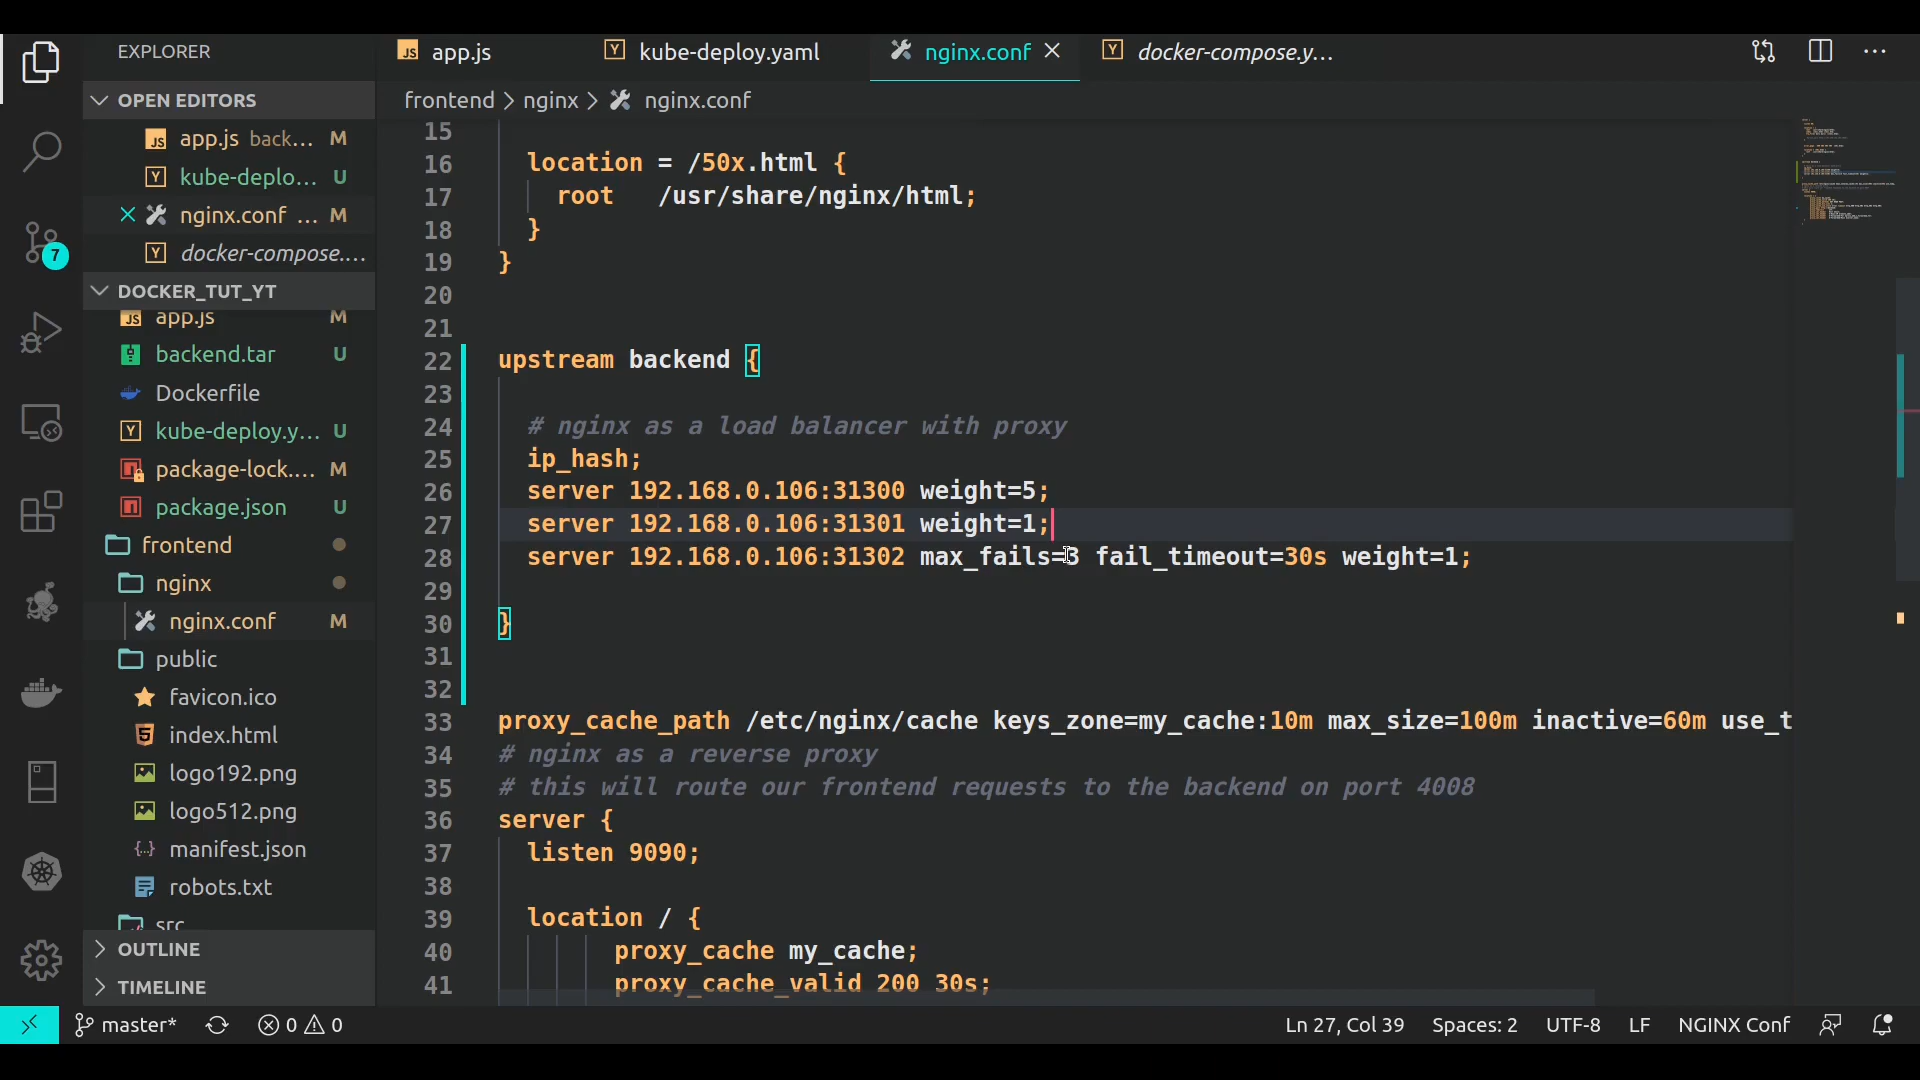 EXPLORER
OPEN EDITORS
JS app.js back... M
Y kube-deplo... U
nginx.conf ... M
Y docker-compose.... 
DOCKER_TUT_YT
JS app.js M
backend.tar U
Dockerfile
Y kube-deploy.y... U
package-lock.... M
package.json U
frontend
nginx
nginx.conf M
public
favicon.ico
index.html
logo192.png
logo512.png
manifest.json
robots.txt
src
OUTLINE
TIMELINE
7
JS app.js
Y kube-deploy.yaml
nginx.conf
Y docker-compose.y...
frontend > nginx > nginx.conf
15
16 location = /50x.html {
17 root /usr/share/nginx/html;
18 }
19 }
20
21
22 upstream backend {
23
24 # nginx as a load balancer with proxy
25 ip_hash;
26 server 192.168.0.106:31300 weight=5;
27 server 192.168.0.106:31301 weight=1;
28 server 192.168.0.106:31302 max_fails=3 fail_timeout=30s weight=1;
29
30 }
31
32
33 proxy_cache_path /etc/nginx/cache keys_zone=my_cache:10m max_size=100m inactive=60m use_t
34 # nginx as a reverse proxy
35 # this will route our frontend requests to the backend on port 4008
36 server {
37 listen 9090;
38
39 location / {
40 proxy_cache my_cache;
41 proxy_cache_valid 200 30s;
master* 0 0 Ln 27, Col 39 Spaces: 2 UTF-8 LF NGINX Conf